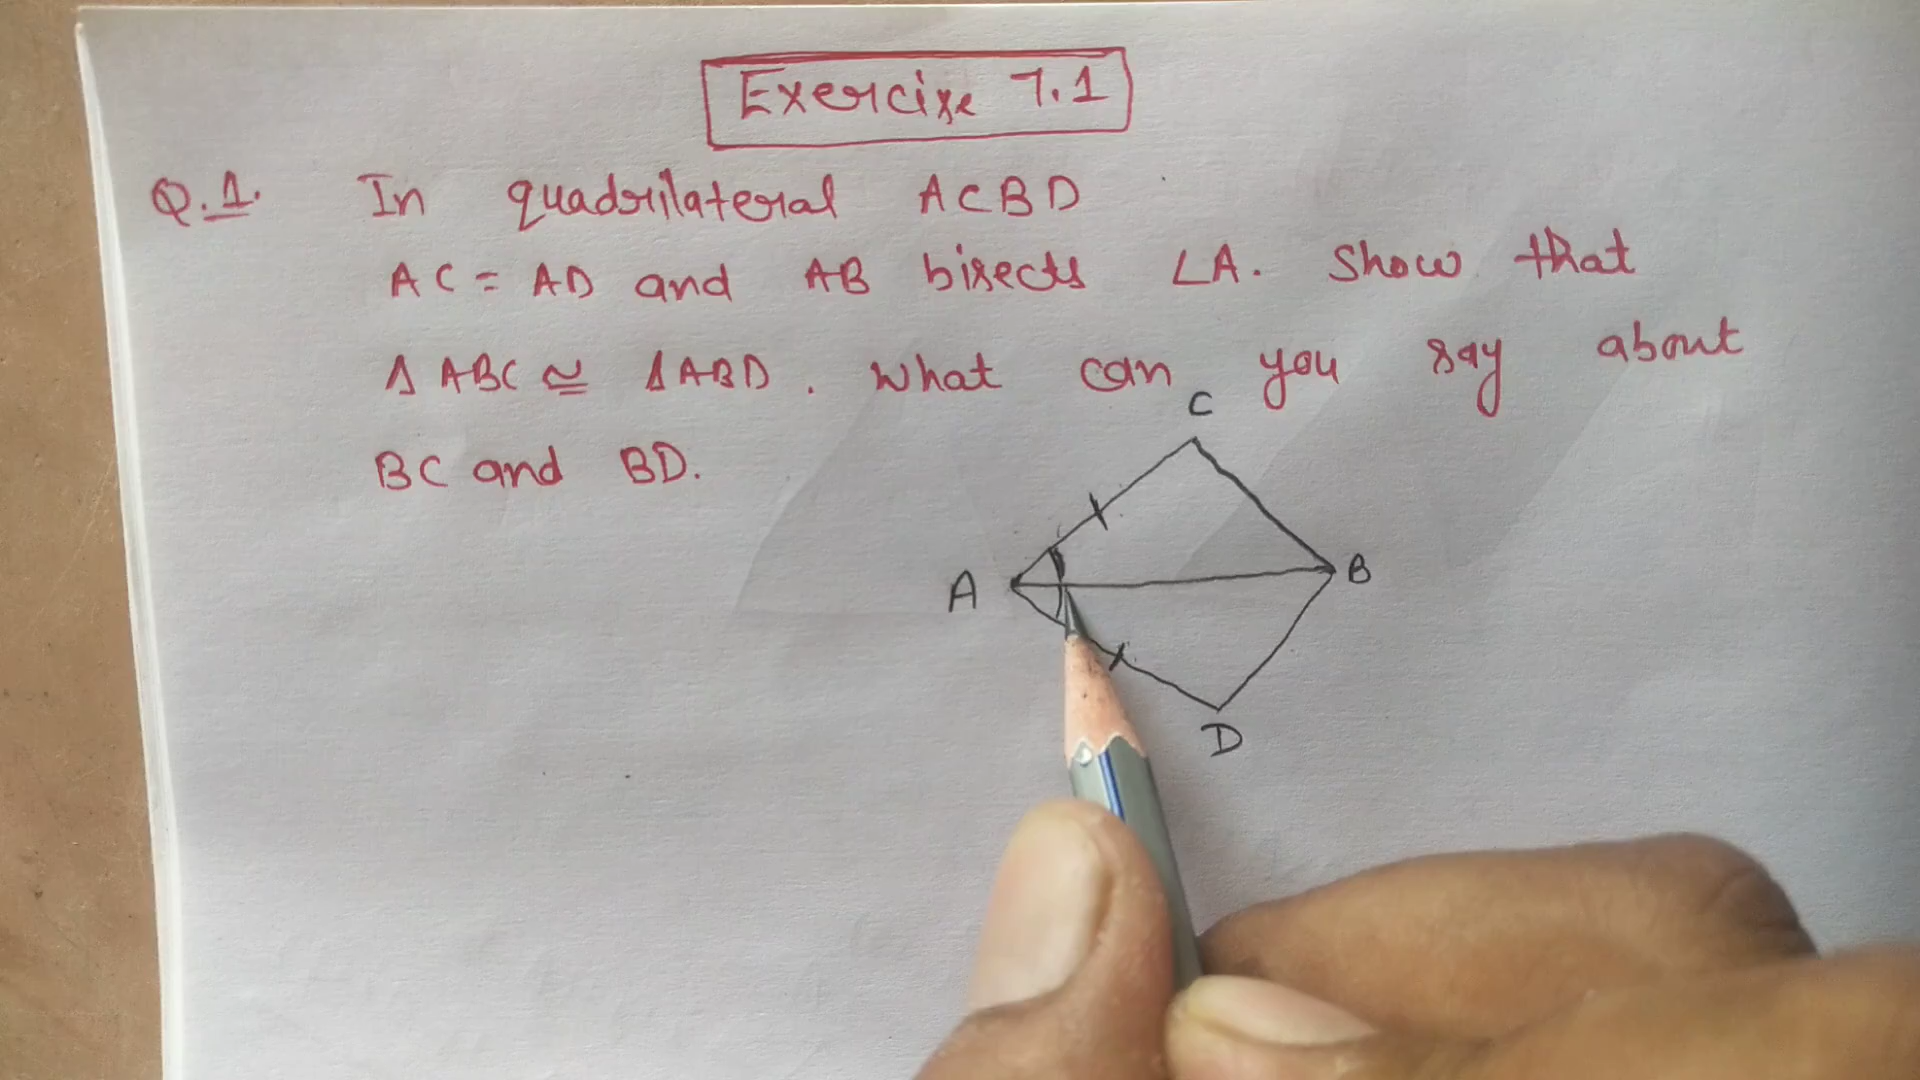 Exercise 7.1
Q.1. In quadrilateral ACBD
AC = AD and AB bisects ∠A. Show that
Δ ABC ≅ ΔABD. What can you say about
BC and BD.
C
A
B
D